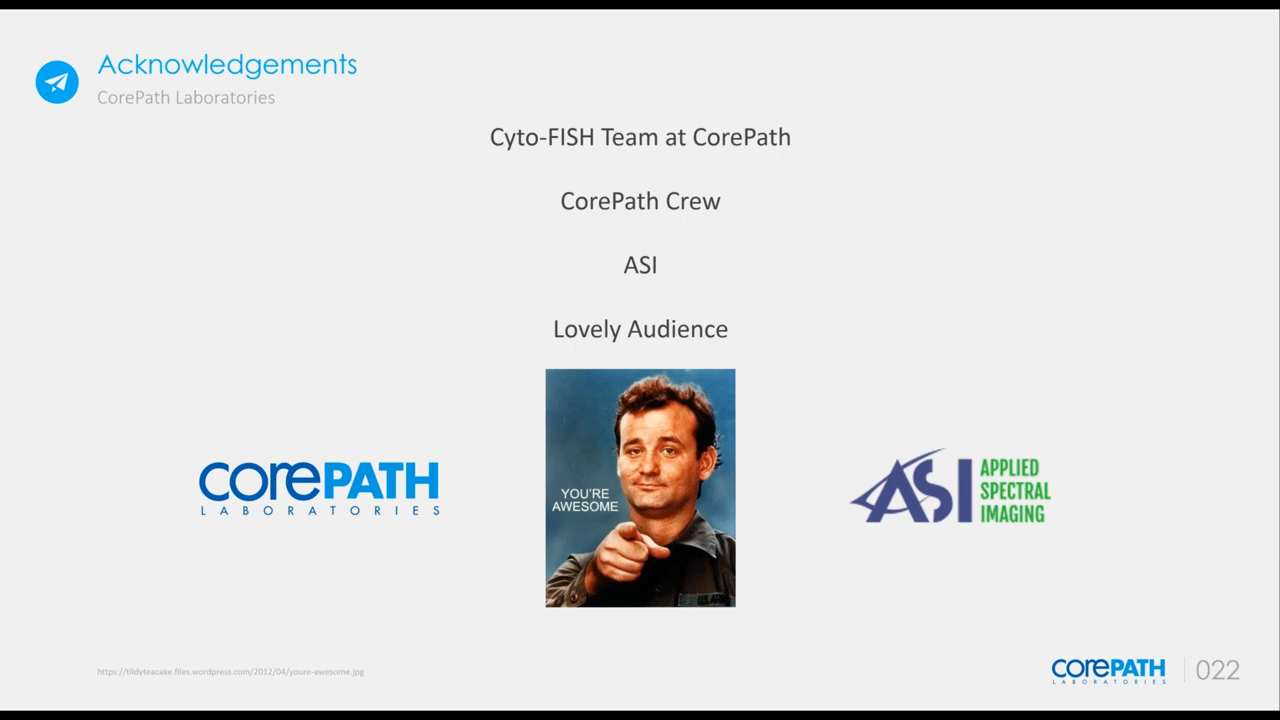 Acknowledgements
CorePath Laboratories
Cyto-FISH Team at CorePath
CorePath Crew
ASI
Lovely Audience
YOU'RE
AWESOME
corePATH
LABORATORIES
ASI
APPLIED
SPECTRAL
IMAGING
https://tildyteacake.files.wordpress.com/2012/04/youre-awesome.jpg
corePATH
LABORATORIES
022